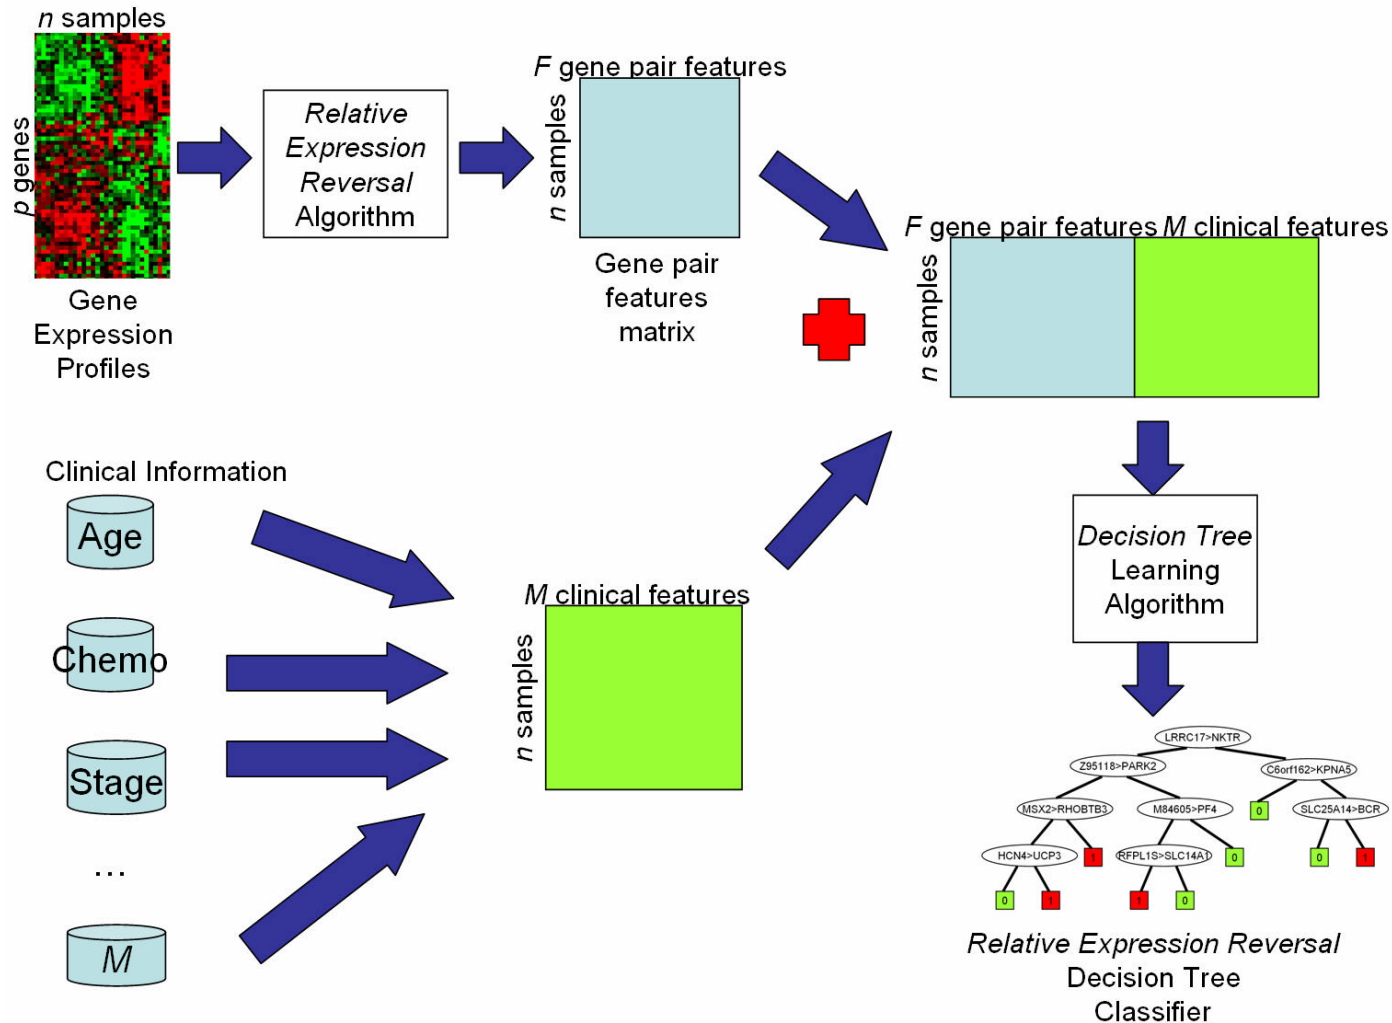 n samples
p genes
Gene
Expression
Profiles
Relative
Expression
Reversal
Algorithm
F gene pair features
n samples
Gene pair
features
matrix
F gene pair features M clinical features
n samples
Clinical Information
Age
Chemo
Stage
...
M
M clinical features
n samples
Decision Tree
Learning
Algorithm
LRRC17>NKTR
Z95118>PARK2
C6orf162>KPNA5
MSX2>RHOBTB3
M84605>PF4
0
SLC25A14>BCR
HCN4>UCP3
1
RFPL1S>SLC14A1
0
0
1
0
1
1
0
Relative Expression Reversal
Decision Tree
Classifier